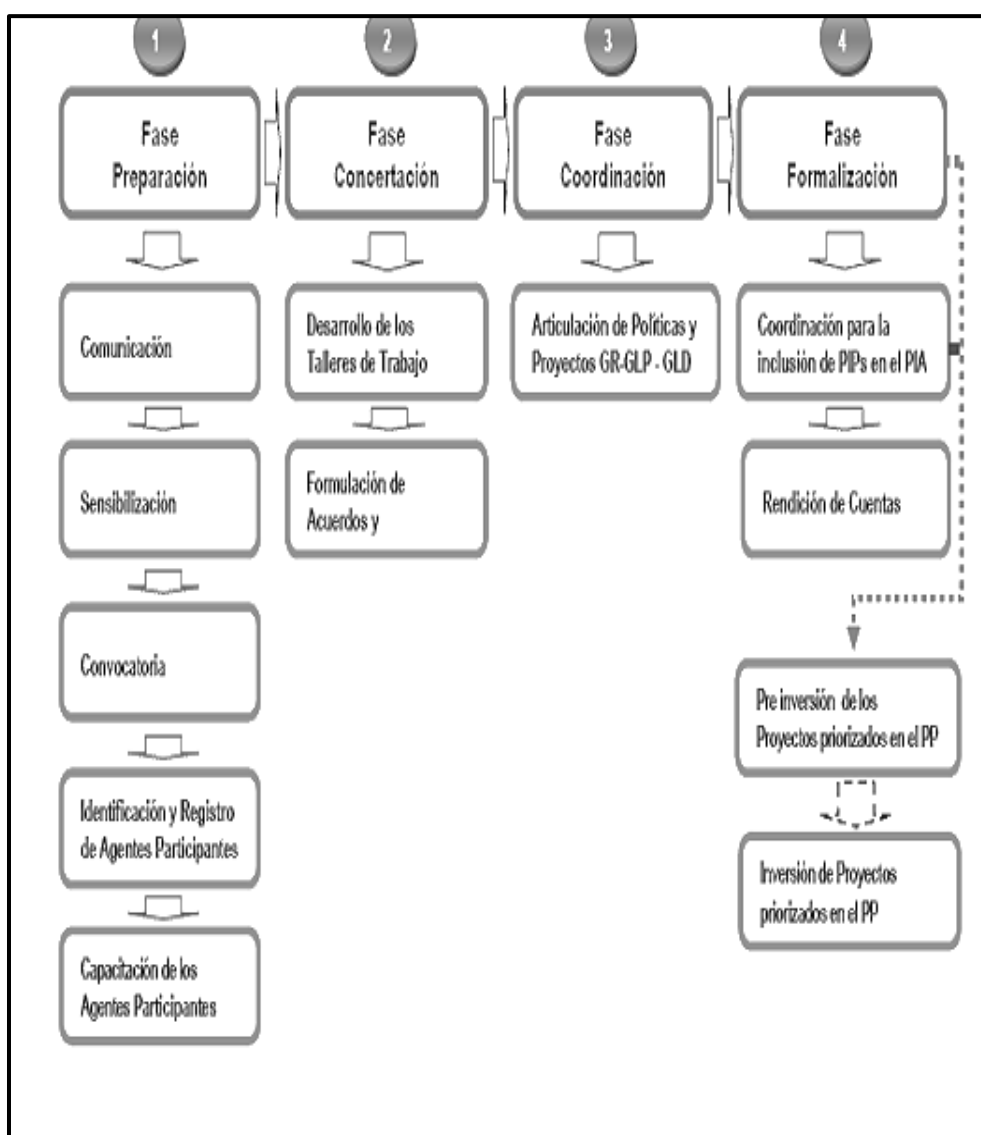 1
Fase
Preparación
Comunicación
Sensibilización
Convocatoria
Identificación y Registro
de Agentes Participantes
Capacitación de los
Agentes Participantes
2
Fase
Concertación
Desarrollo de los
Talleres de Trabajo
Formulación de
Acuerdos y
3
Fase
Coordinación
Articulación de Políticas y
Proyectos GR-GLP - GLD
4
Fase
Formalización
Coordinación para la
inclusión de PIPs en el PIA
Rendición de Cuentas
Pre inversión de los
Proyectos priorizados en el PP
Inversión de Proyectos
priorizados en el PP